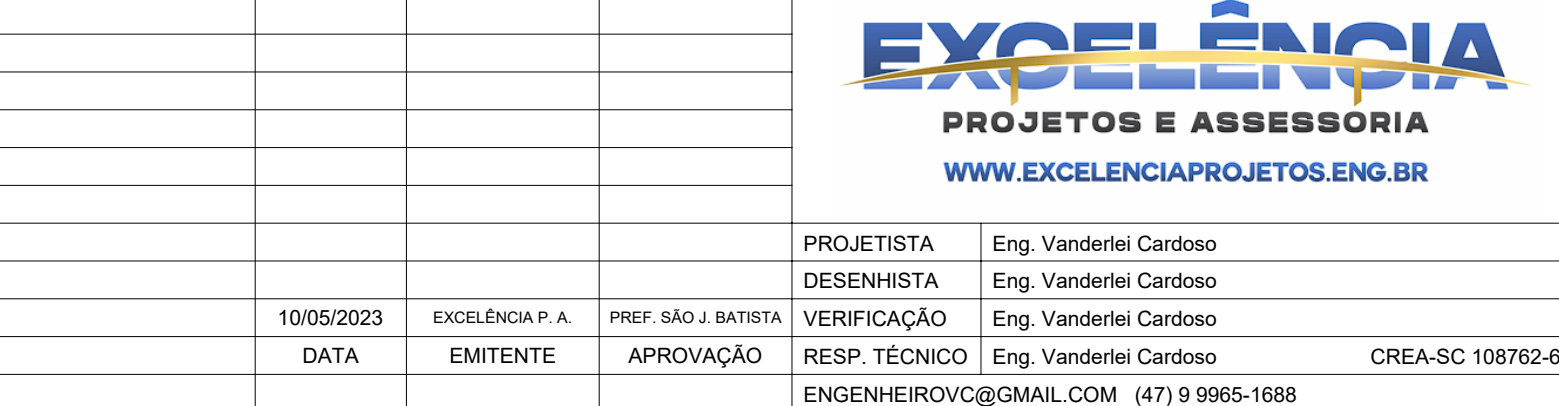 EXCELÊNCIA
PROJETOS E ASSESSORIA
WWW.EXCELENCIAPROJETOS.ENG.BR
PROJETISTA Eng. Vanderlei Cardoso
DESENHISTA Eng. Vanderlei Cardoso
10/05/2023 EXCELÊNCIA P. A. PREF. SÃO J. BATISTA VERIFICAÇÃO Eng. Vanderlei Cardoso
DATA EMITENTE APROVAÇÃO RESP. TÉCNICO Eng. Vanderlei Cardoso CREA-SC 108762-6
ENGENHEIROVC@GMAIL.COM (47) 9 9965-1688